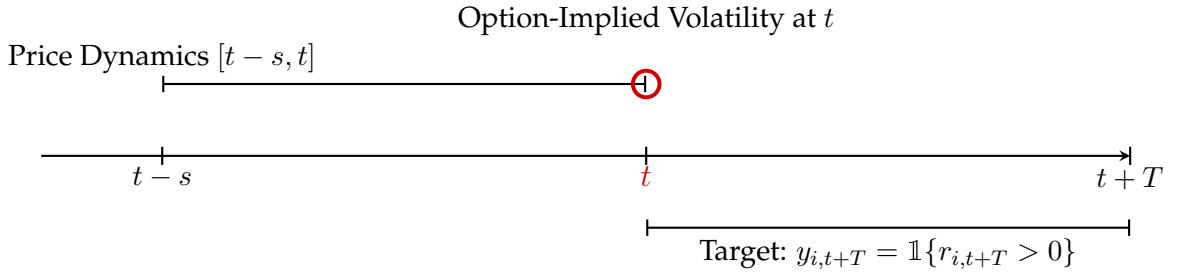 Option-Implied Volatility at t
Price Dynamics [t − s, t]
t − s
t
t + T
Target: y_{i,t+T} = 𝟙{r_{i,t+T} > 0}